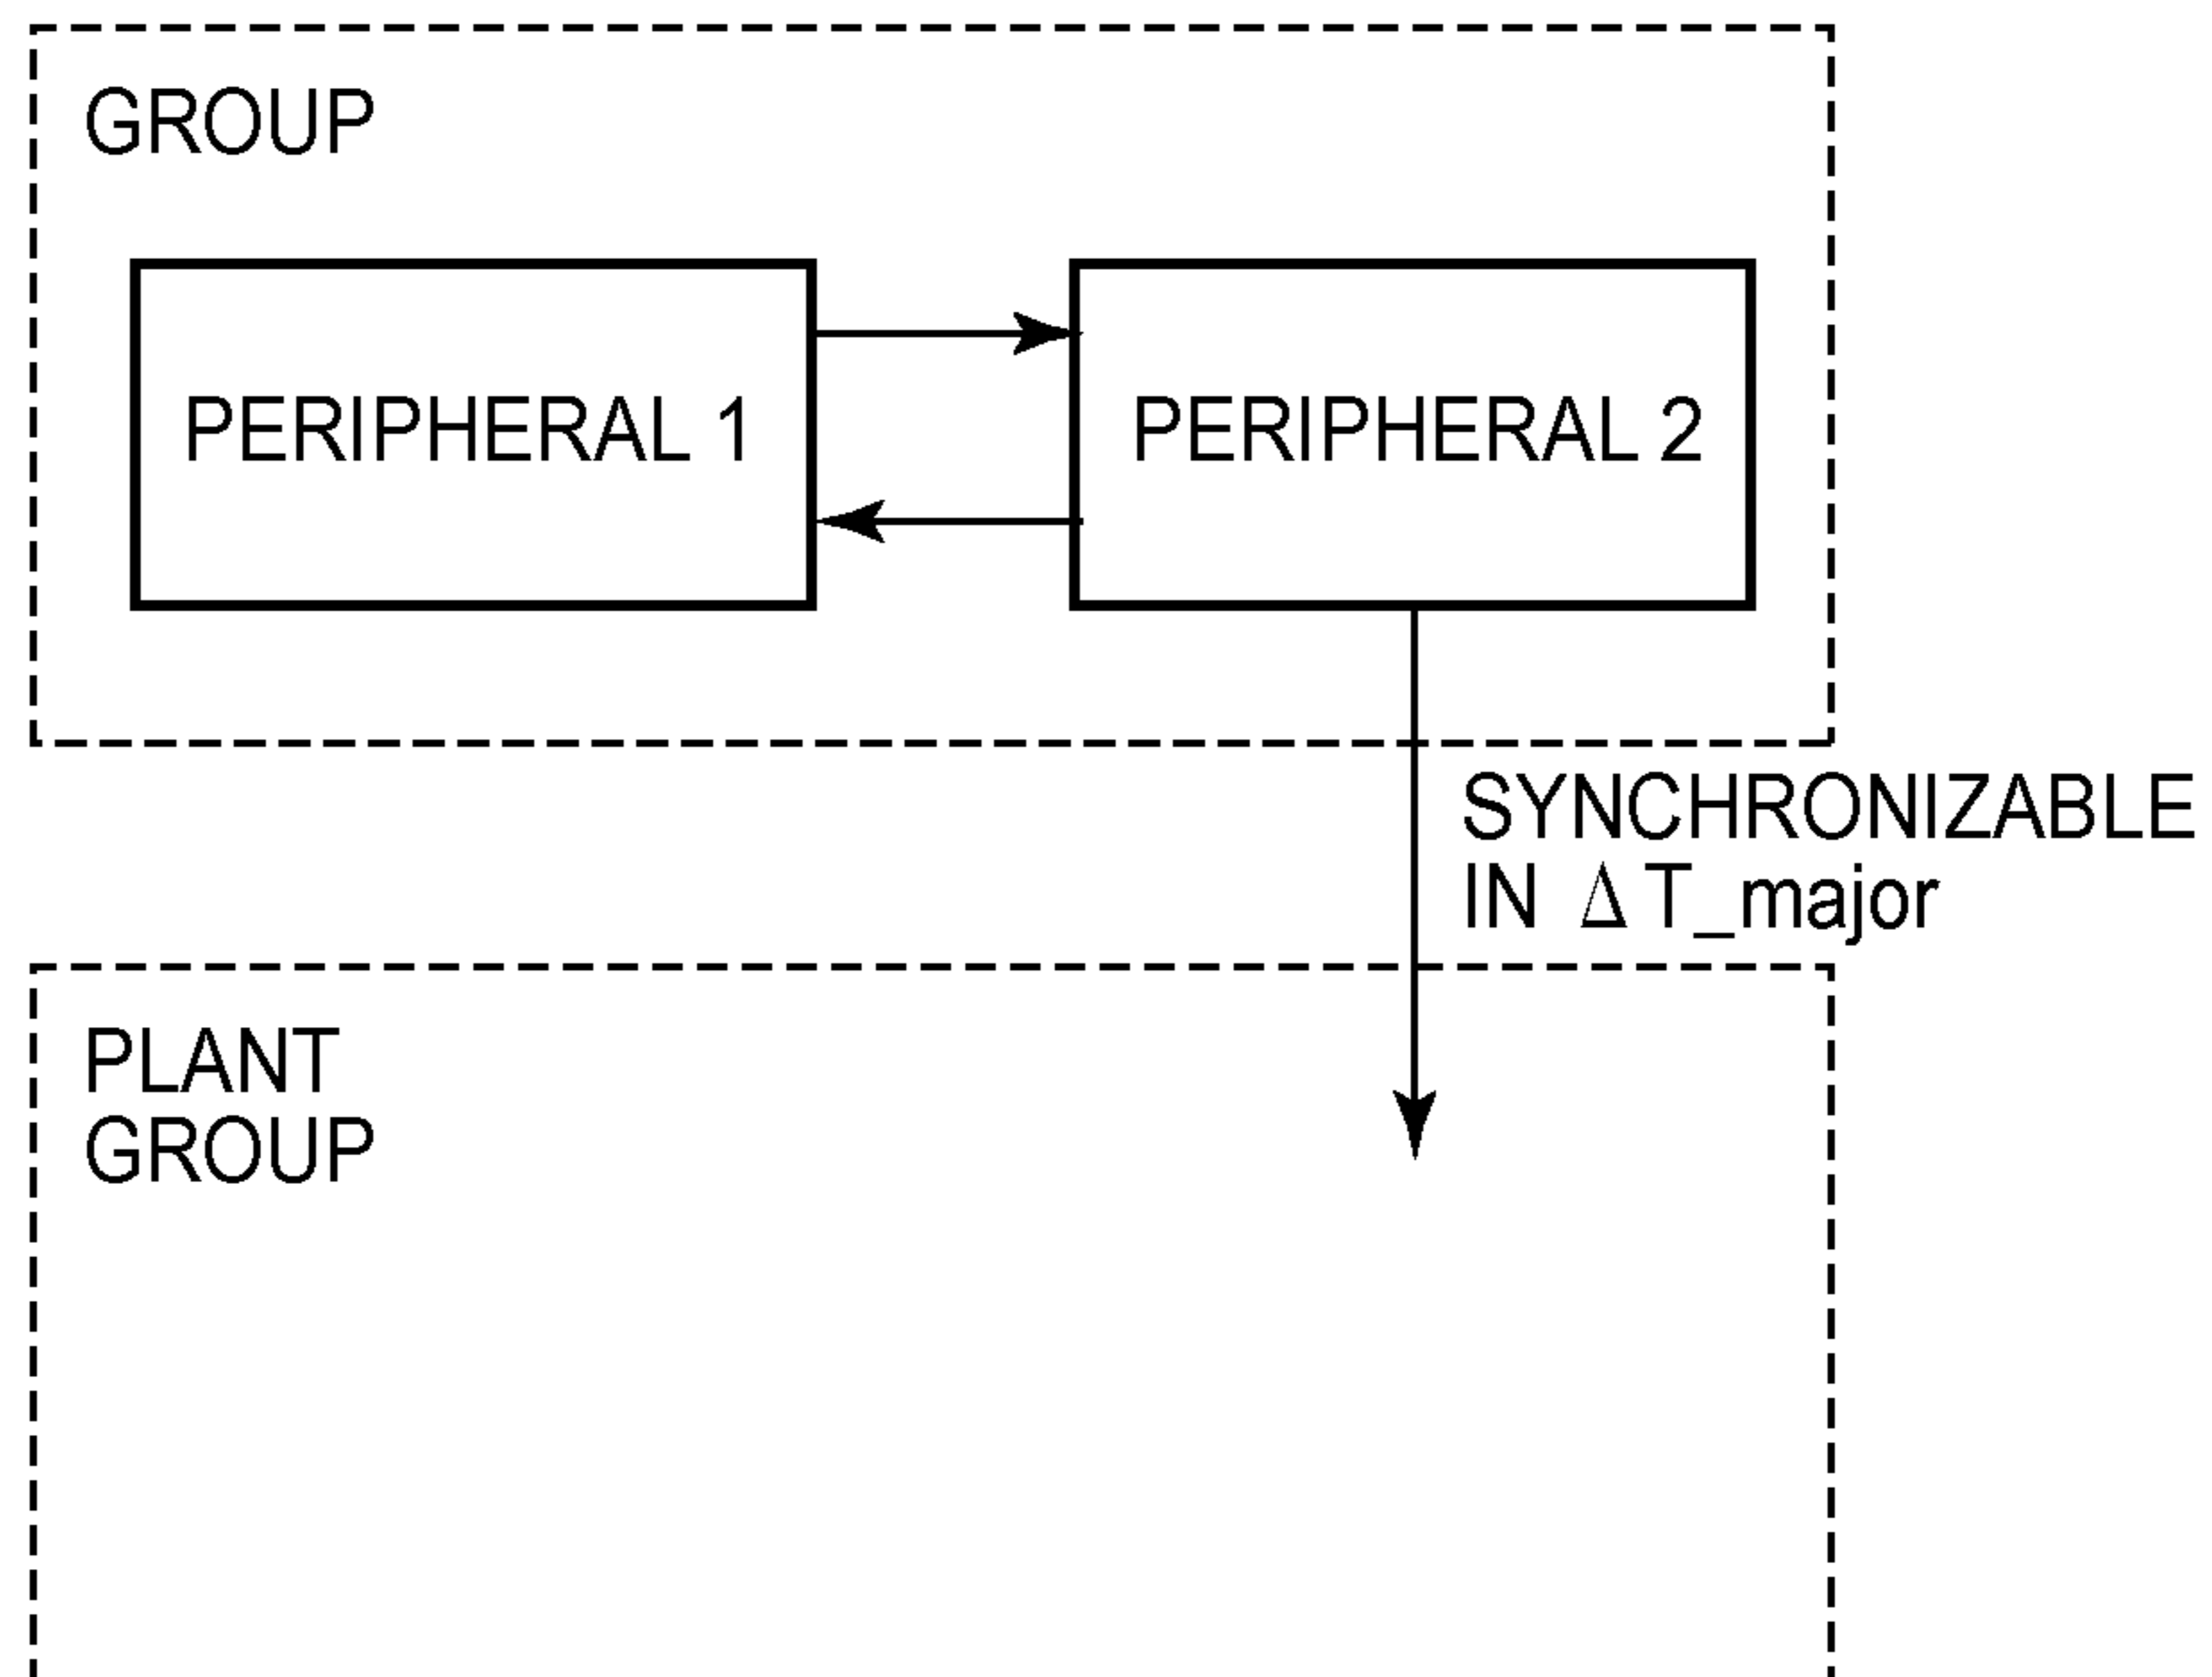 GROUP
PERIPHERAL 1
PERIPHERAL 2
SYNCHRONIZABLE
IN ΔT_major
PLANT
GROUP